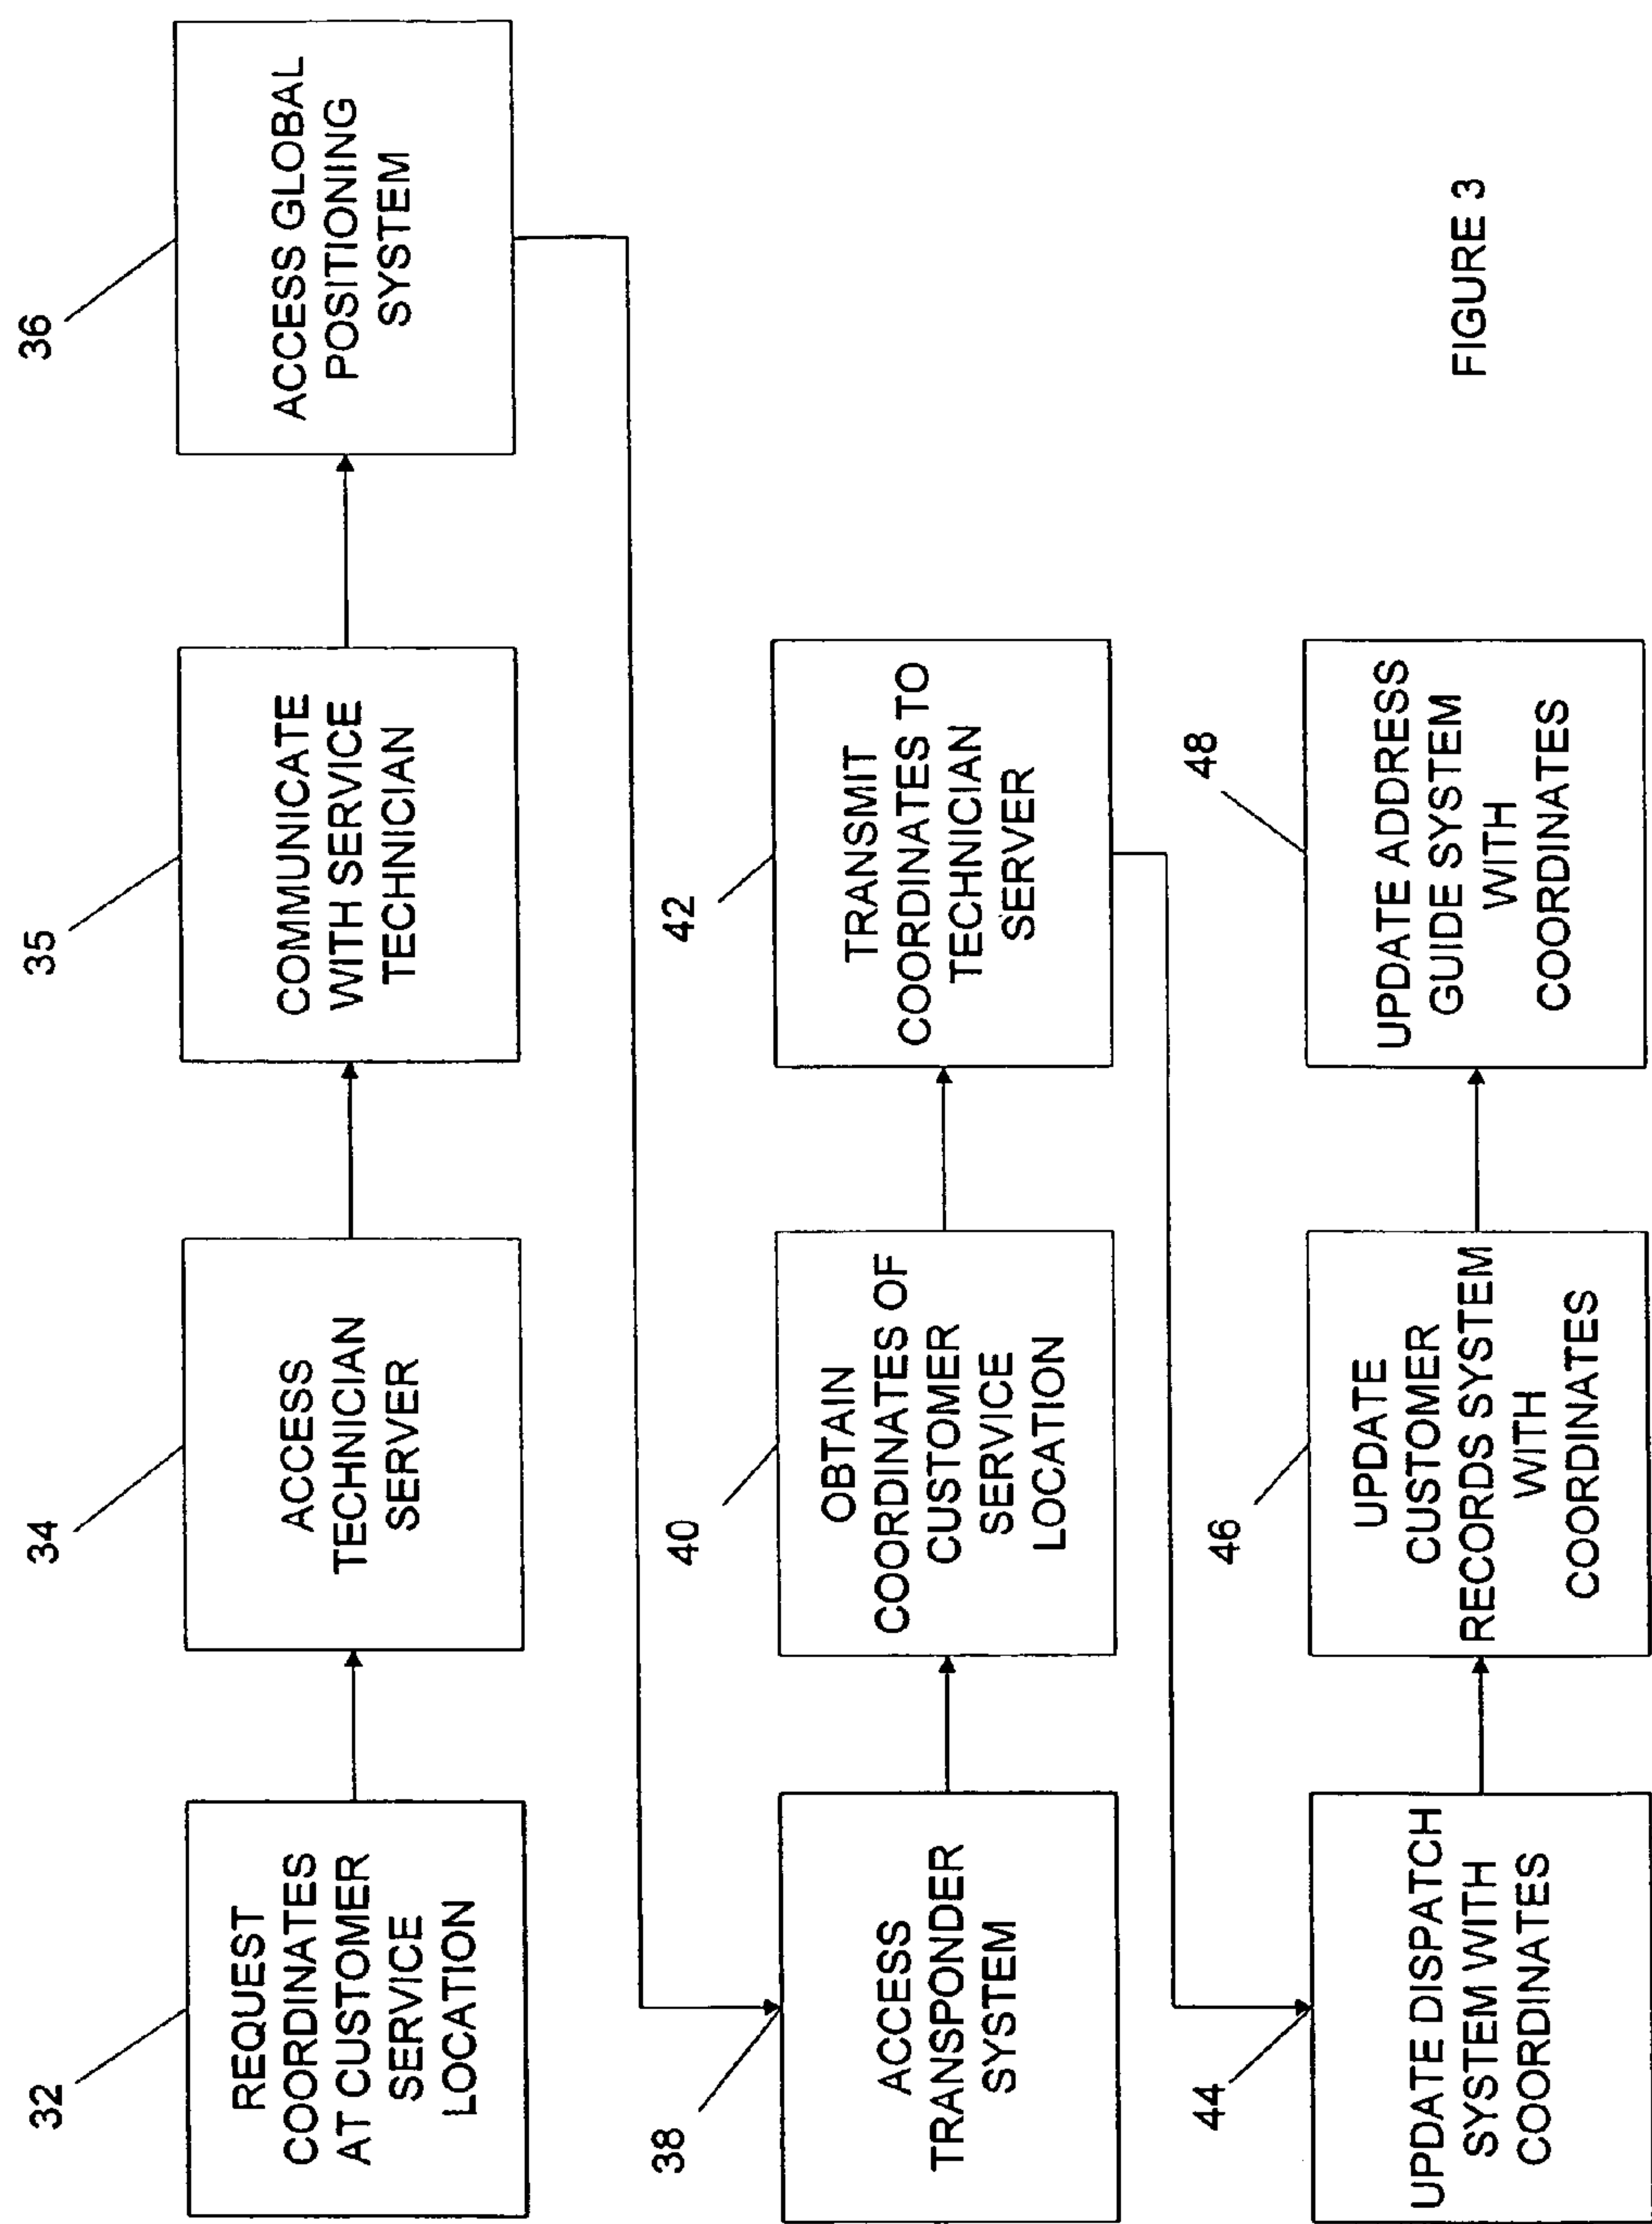 32
REQUEST
COORDINATES
AT CUSTOMER
SERVICE
LOCATION
34
ACCESS
TECHNICIAN
SERVER
35
COMMUNICATE
WITH SERVICE
TECHNICIAN
36
ACCESS GLOBAL
POSITIONING
SYSTEM
38
ACCESS
TRANSPONDER
SYSTEM
40
OBTAIN
COORDINATES OF
CUSTOMER
SERVICE
LOCATION
42
TRANSMIT
COORDINATES TO
TECHNICIAN
SERVER
44
UPDATE DISPATCH
SYSTEM WITH
COORDINATES
46
UPDATE
CUSTOMER
RECORDS SYSTEM
WITH
COORDINATES
48
UPDATE ADDRESS
GUIDE SYSTEM
WITH
COORDINATES
FIGURE 3